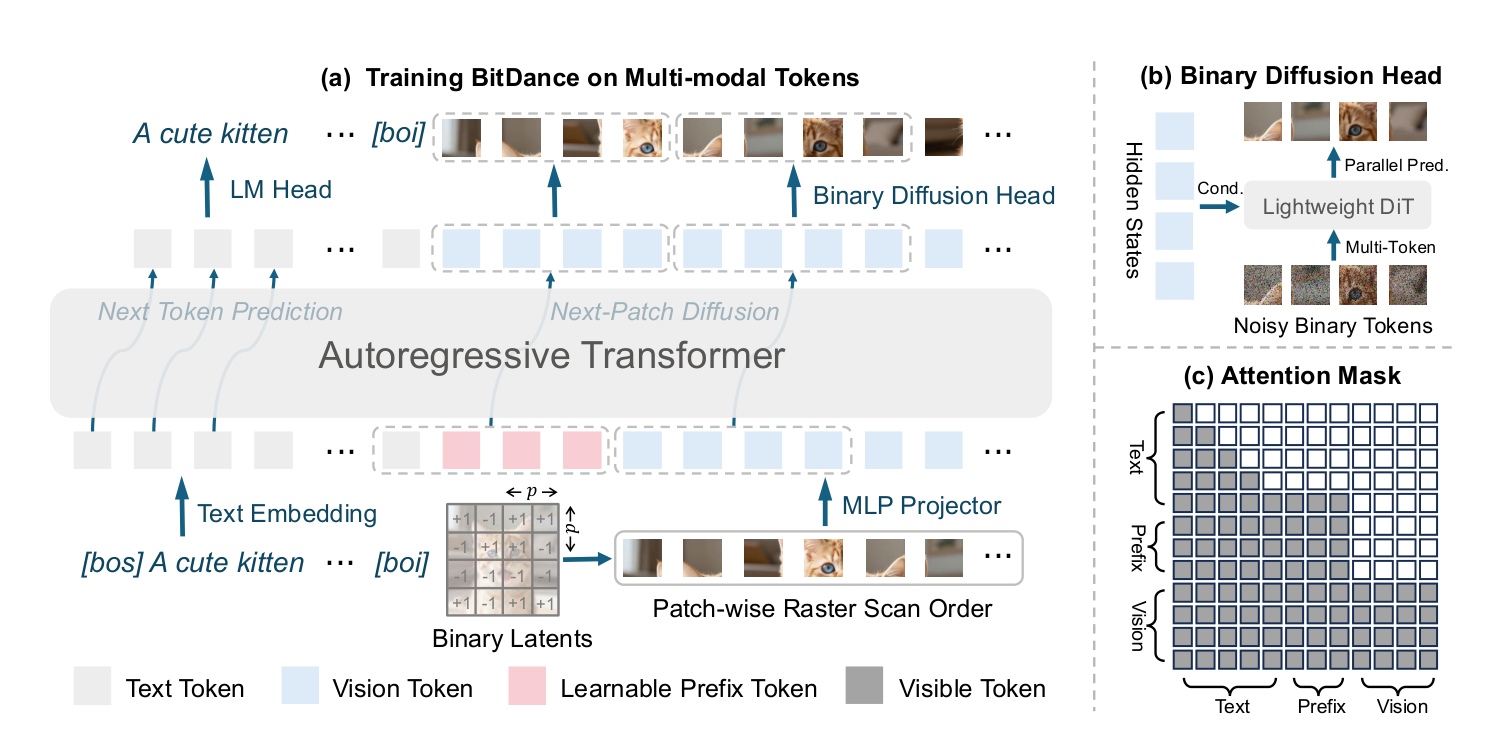 (a) Training BitDance on Multi-modal Tokens
A cute kitten ... [boi] ...
LM Head
Binary Diffusion Head
...
...
Next Token Prediction
Next-Patch Diffusion
Autoregressive Transformer
...
...
Text Embedding
MLP Projector
[bos] A cute kitten ... [boi]
p
p
+1 -1 +1 +1
-1 +1 +1 -1
-1 -1 -1 -1
+1 -1 +1 +1
...
Binary Latents
Patch-wise Raster Scan Order
Text Token
Vision Token
Learnable Prefix Token
Visible Token
(b) Binary Diffusion Head
Hidden States
Parallel Pred.
Cond.
Lightweight DiT
Multi-Token
Noisy Binary Tokens
(c) Attention Mask
Text
Prefix
Vision
Text Prefix Vision